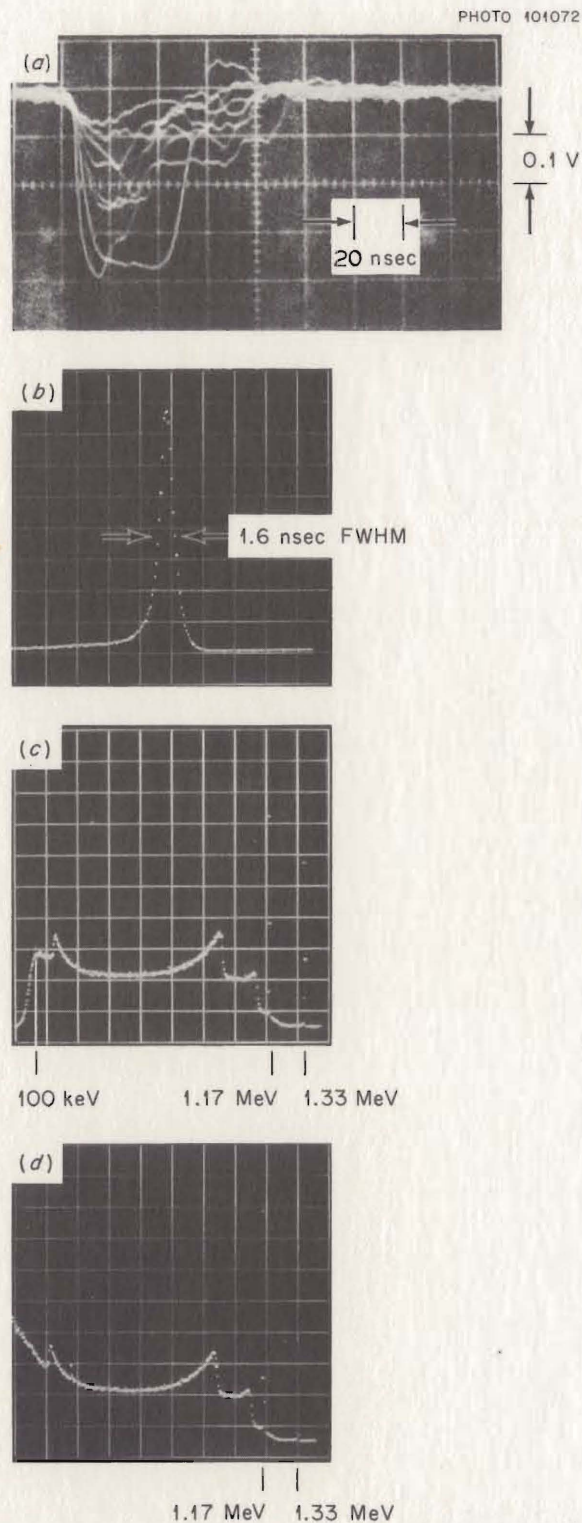 PHOTO 101072
(a)
0.1 V
20 nsec
(b)
1.6 nsec FWHM
(c)
100 keV 1.17 MeV 1.33 MeV
(d)
1.17 MeV 1.33 MeV